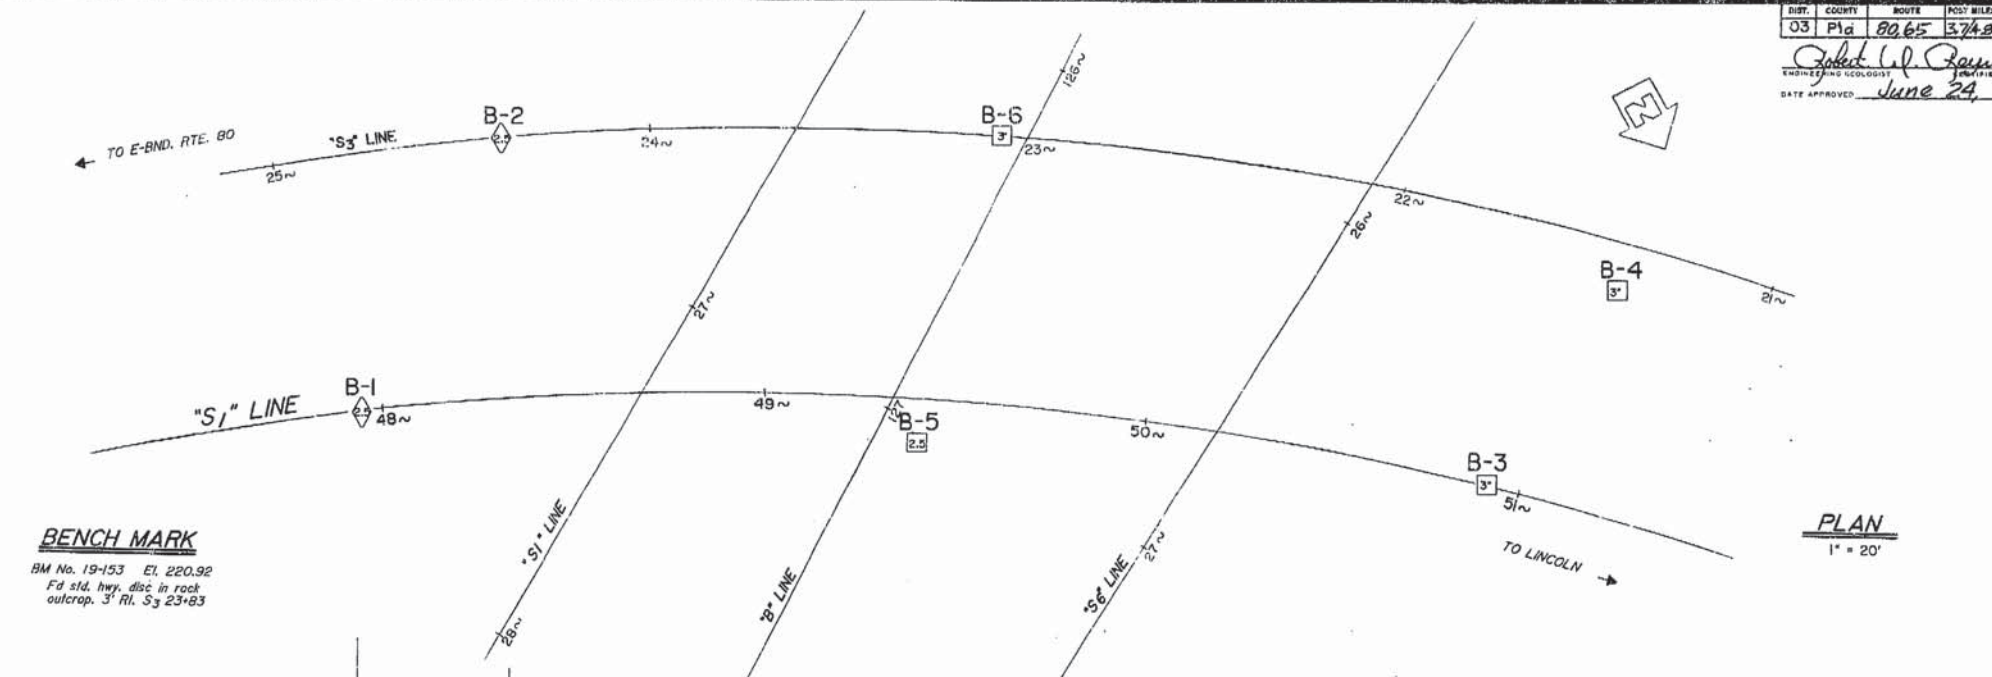 DIST. COUNTY ROUTE POST MILES
03 Pla 80,65
ENGINEERING GEOLOGIST
DATE APPROVED June 24,
N
TO E-BND. RTE. 80
"S3" LINE
25~
B-2
2.5
24~
B-6
3"
23~
126~
22~
26~
B-4
3"
21~
27~
"S1" LINE
B-1
2.5
48~
49~
127
B-5
2.5
50~
B-3
3"
51~
TO LINCOLN
PLAN
1" = 20'
BENCH MARK
BM No. 19-153 El. 220.92
Fd std. hwy. disc in rock
outcrop. 3' Rt. S3 23+83
"S1" LINE
28~
"B" LINE
"S6" LINE
27~